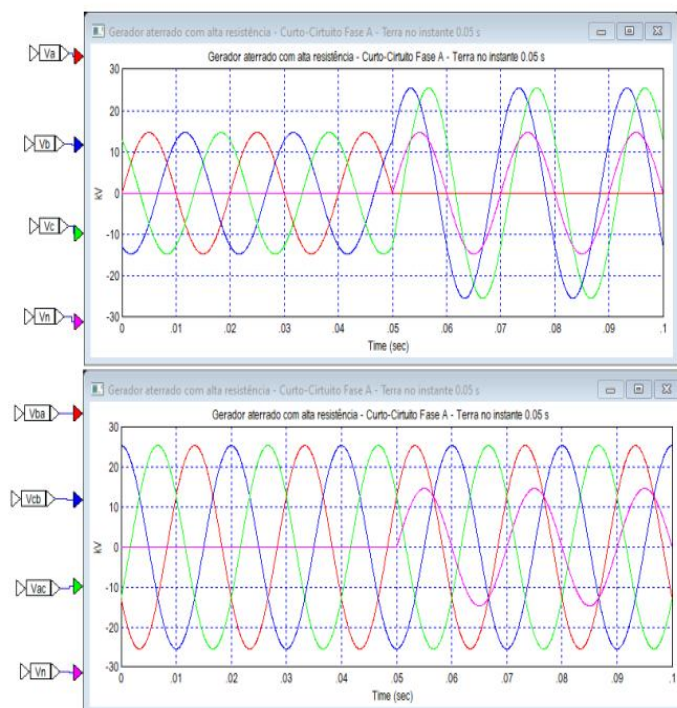 Gerador aterrado com alta resistência - Curto-Cirtuito Fase A - Terra no instante 0.05 s
Gerador aterrado com alta resistência - Curto-Cirtuito Fase A - Terra no instante 0.05 s
Va
Vb
Vc
Vn
kV
30
20
10
0
-10
-20
-30
0 .01 .02 .03 .04 .05 .06 .07 .08 .09 .1
Time (sec)
Gerador aterrado com alta resistência - Curto-Cirtuito Fase A - Terra no instante 0.05 s
Gerador aterrado com alta resistência - Curto-Cirtuito Fase A - Terra no instante 0.05 s
Vba
Vcb
Vac
Vn
kV
30
20
10
0
-10
-20
-30
0 .01 .02 .03 .04 .05 .06 .07 .08 .09 .1
Time (sec)